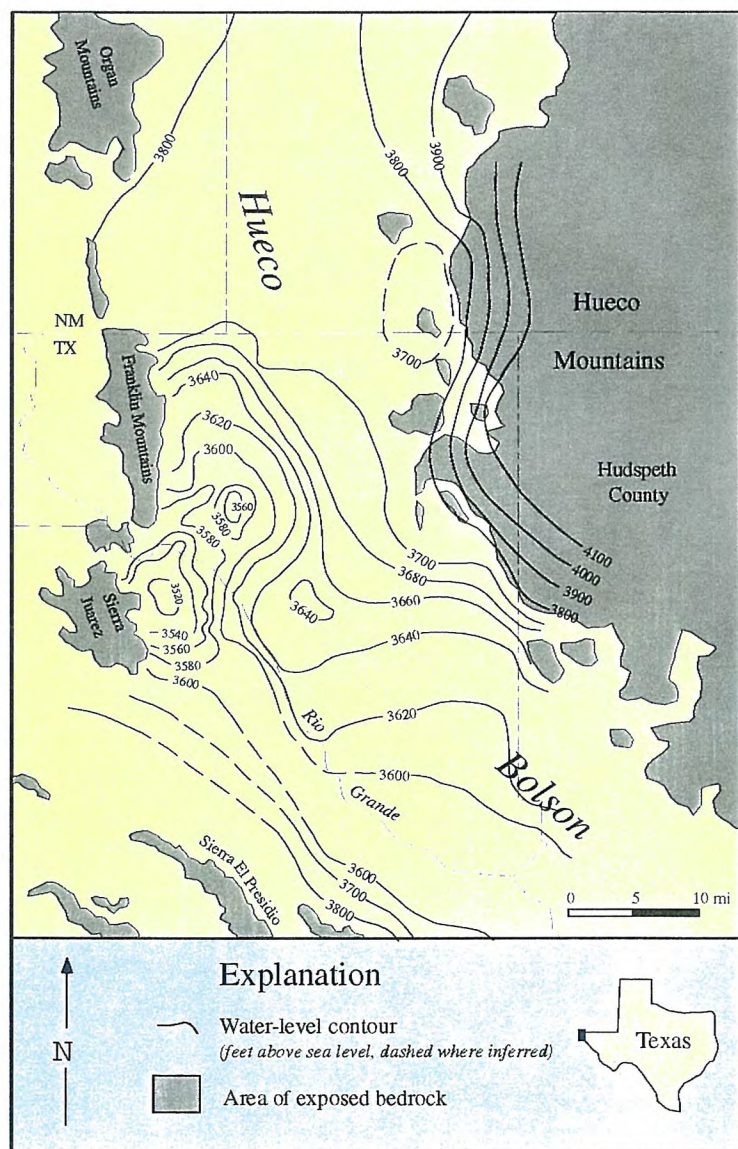 Organ
Mountains
3800
3800
3900
Hueco
NM
TX
Hueco
Mountains
3700
Franklin Mountains
3640
3620
3600
3560
3580
3580
Hudspeth
County
4100
4000
3900
3800
3700
3680
3660
3640
3640
Sierra
Juarez
3520
3540
3560
3580
3600
Rio
3620
3600
Grande
Bolson
Sierra El Presidio
3600
3700
3800
0 5 10 mi
Explanation
N
Water-level contour
(feet above sea level, dashed where inferred)
Area of exposed bedrock
Texas